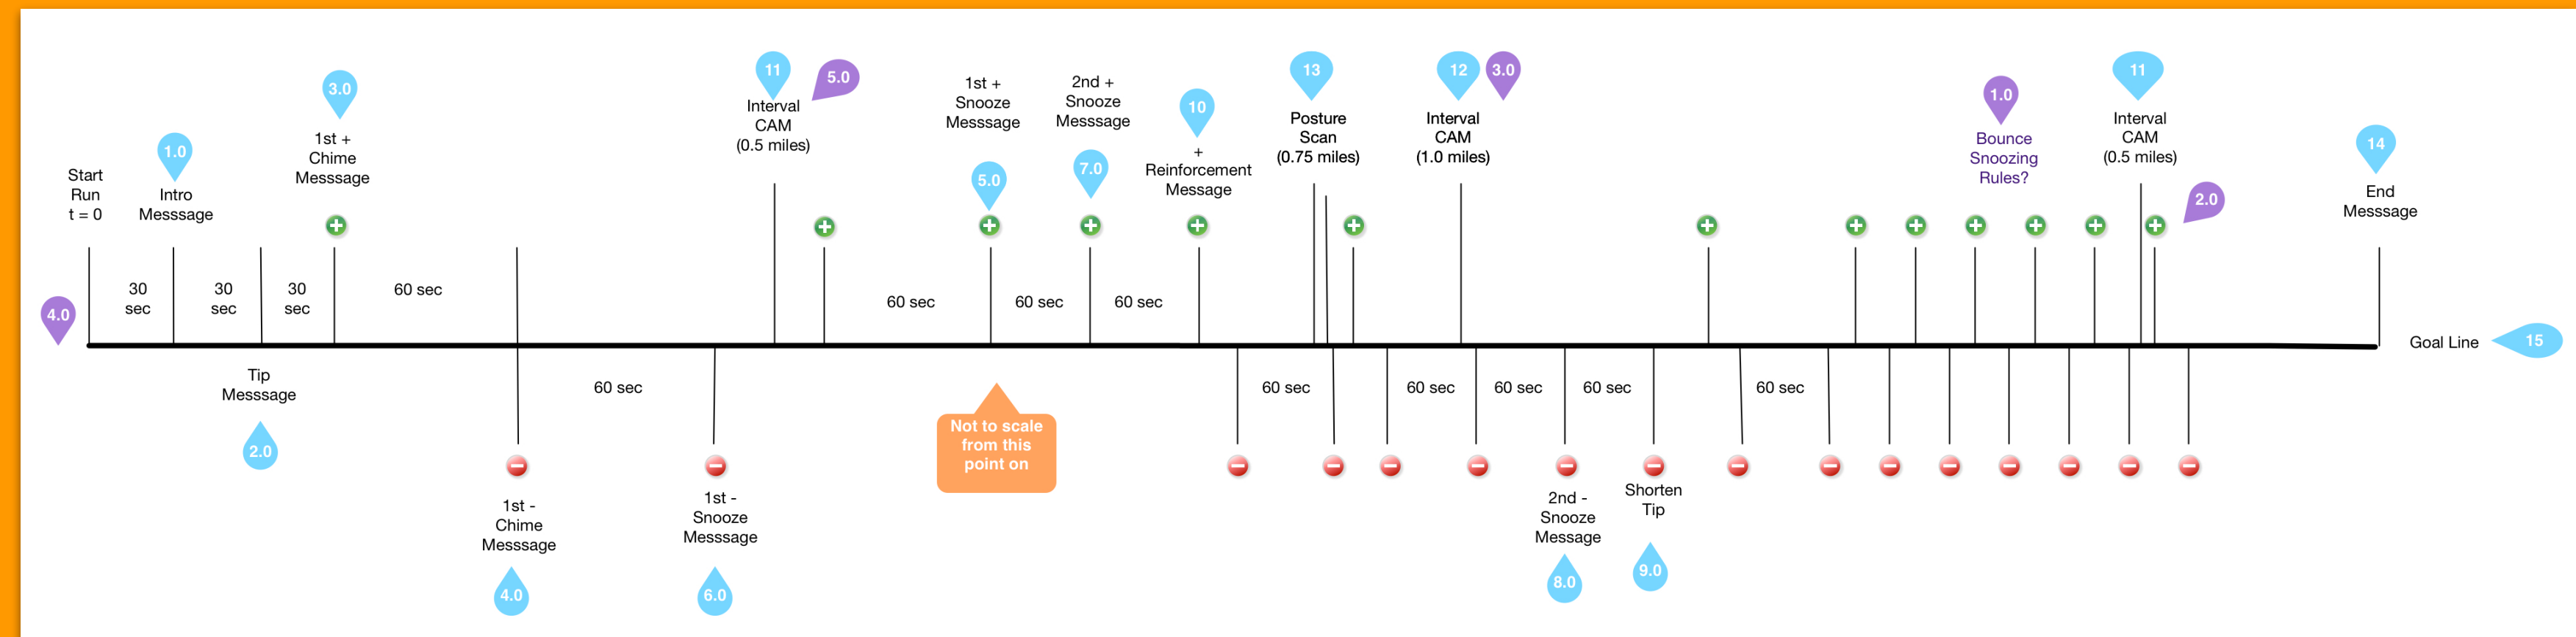 Start
Run
t = 0
1.0
Intro
Messsage
3.0
1st +
Chime
Messsage
11
5.0
Interval
CAM
(0.5 miles)
1st +
Snooze
Messsage
5.0
2nd +
Snooze
Messsage
7.0
10
+
Reinforcement
Message
13
Posture
Scan
(0.75 miles)
12
3.0
Interval
CAM
(1.0 miles)
1.0
Bounce
Snoozing
Rules?
11
Interval
CAM
(0.5 miles)
2.0
14
End
Messsage
4.0
30
sec
30
sec
30
sec
60 sec
60 sec
60 sec
60 sec
Goal Line
15
Tip
Messsage
2.0
60 sec
Not to scale
from this
point on
60 sec
60 sec
60 sec
60 sec
60 sec
1st -
Chime
Messsage
4.0
1st -
Snooze
Messsage
6.0
2nd -
Snooze
Message
8.0
Shorten
Tip
9.0